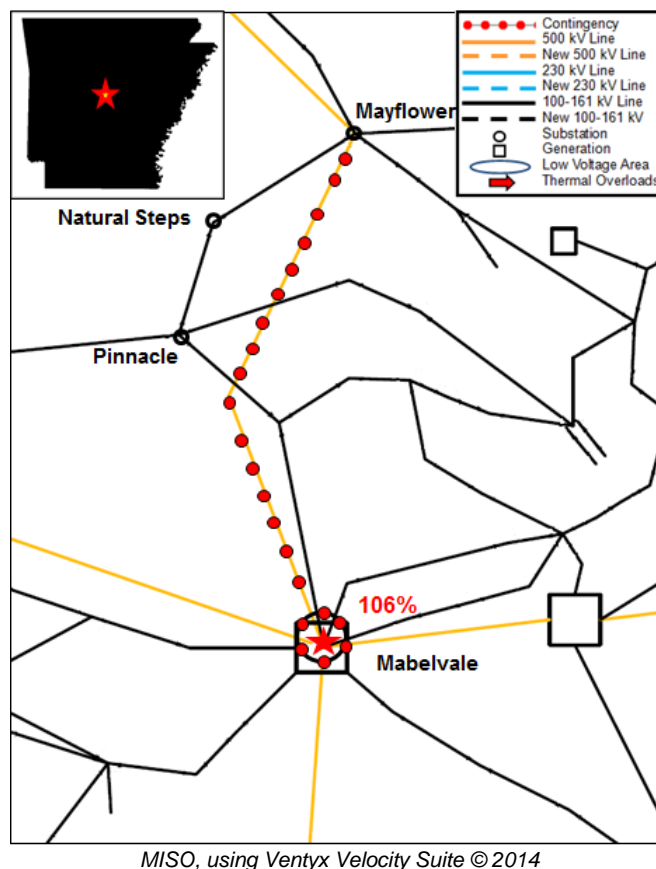 Contingency
500 kV Line
New 500 kV Line
230 kV Line
New 230 kV Line
100-161 kV Line
New 100-161 kV
Substation
Generation
Low Voltage Area
Thermal Overloads
Mayflower
Natural Steps
Pinnacle
106%
Mabelvale
MISO, using Ventyx Velocity Suite © 2014